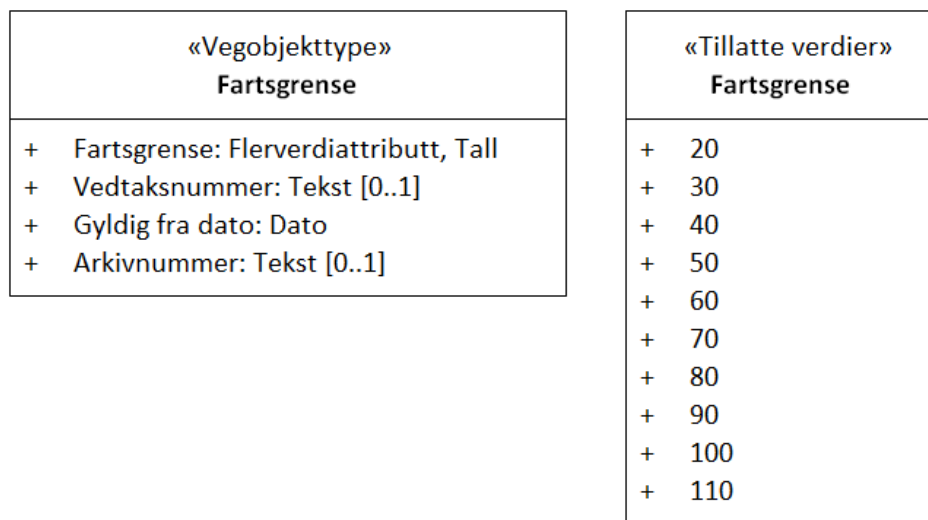 «Vegobjekttype»
Fartsgrense
+ Fartsgrense: Flerverdiattributt, Tall
+ Vedtaksnummer: Tekst [0..1]
+ Gyldig fra dato: Dato
+ Arkivnummer: Tekst [0..1]
«Tillatte verdier»
Fartsgrense
+ 20
+ 30
+ 40
+ 50
+ 60
+ 70
+ 80
+ 90
+ 100
+ 110